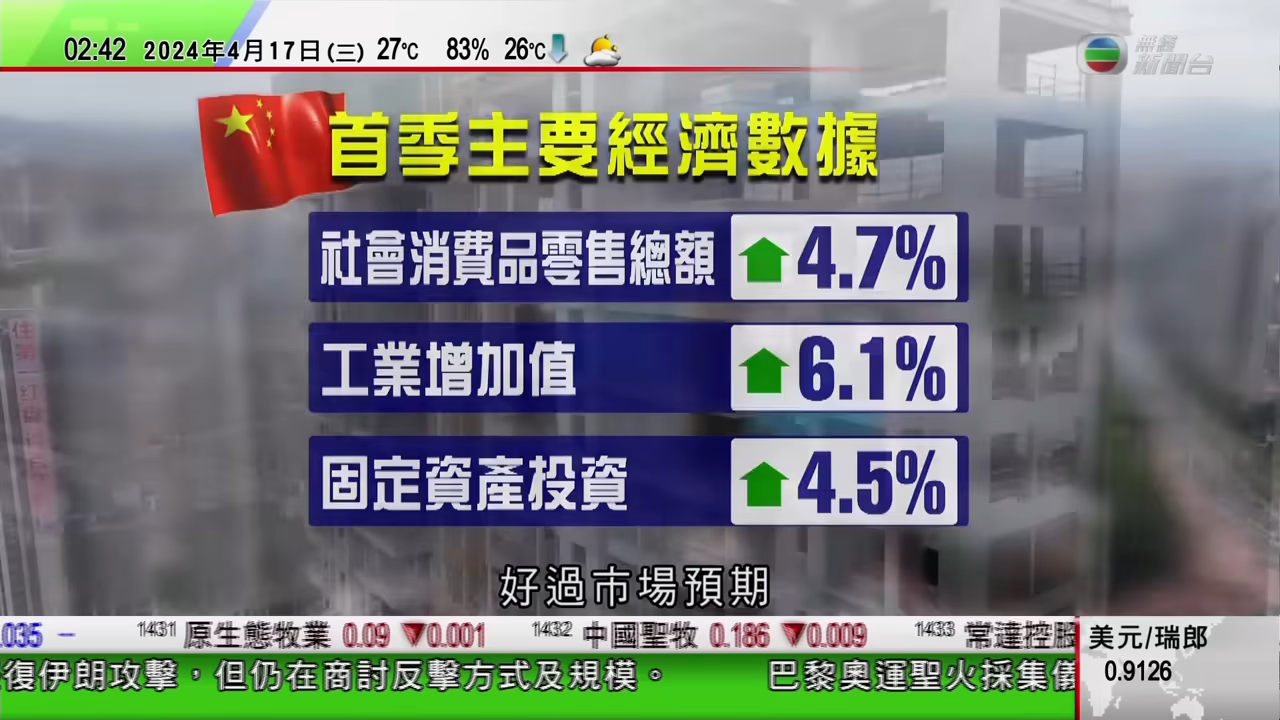 02:42 2024年4月17日(三) 27℃ 83% 26℃
無綫新聞台
首季主要經濟數據
社會消費品零售總額 4.7%
工業增加值 6.1%
固定資產投資 4.5%
好過市場預期
.035 – 1431 原生態牧業 0.09 ▼0.001 1432 中國聖牧 0.186 ▼0.009 1433 常達控股
復伊朗攻擊，但仍在商討反擊方式及規模。 巴黎奧運聖火採集儀
美元/瑞郎
0.9126